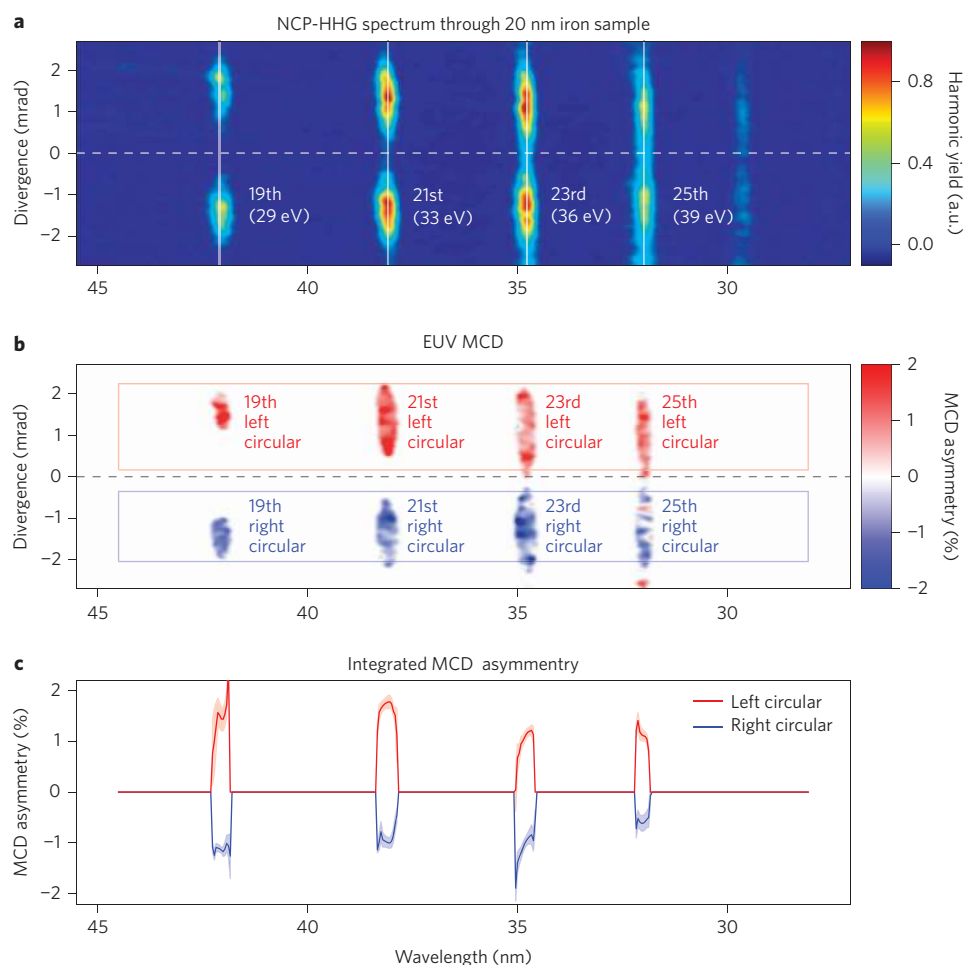 a
NCP-HHG spectrum through 20 nm iron sample
Divergence (mrad)
2
1
0
−1
−2
19th
(29 eV)
21st
(33 eV)
23rd
(36 eV)
25th
(39 eV)
45
40
35
30
0.8
0.4
0.0
Harmonic yield (a.u.)
b
EUV MCD
Divergence (mrad)
2
1
0
−1
−2
19th
left
circular
21st
left
circular
23rd
left
circular
25th
left
circular
19th
right
circular
21st
right
circular
23rd
right
circular
25th
right
circular
45
40
35
30
2
1
0
−1
−2
MCD asymmetry (%)
c
Integrated MCD asymmentry
MCD asymmetry (%)
2
1
0
−1
−2
Left circular
Right circular
45
40
35
30
Wavelength (nm)